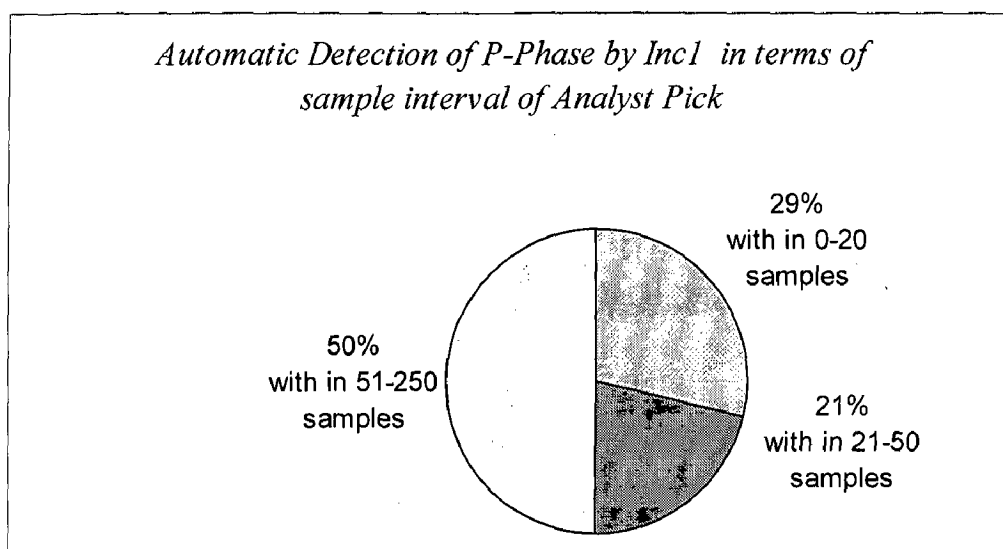 Automatic Detection of P-Phase by Inc1 in terms of
sample interval of Analyst Pick
29%
with in 0-20
samples
50%
with in 51-250
samples
21%
with in 21-50
samples